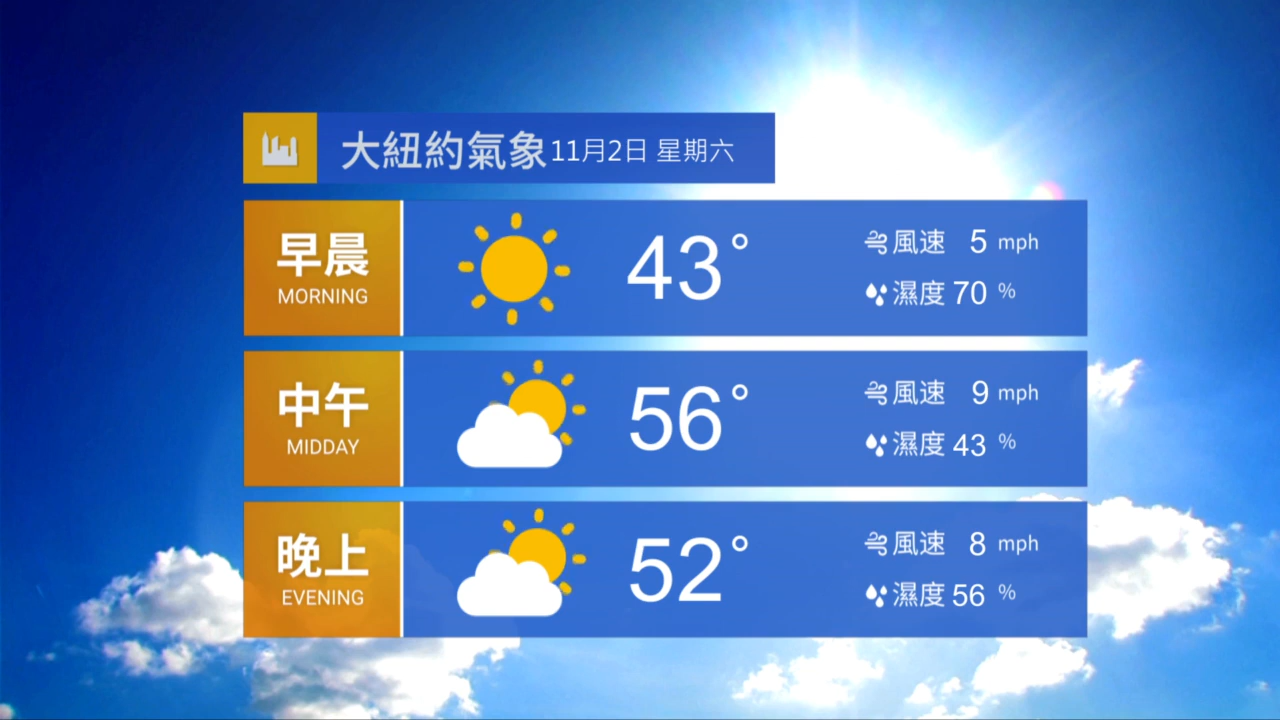 大紐約氣象 11月2日 星期六
早晨
MORNING
43°
風速 5 mph
濕度 70 %
中午
MIDDAY
56°
風速 9 mph
濕度 43 %
晚上
EVENING
52°
風速 8 mph
濕度 56 %